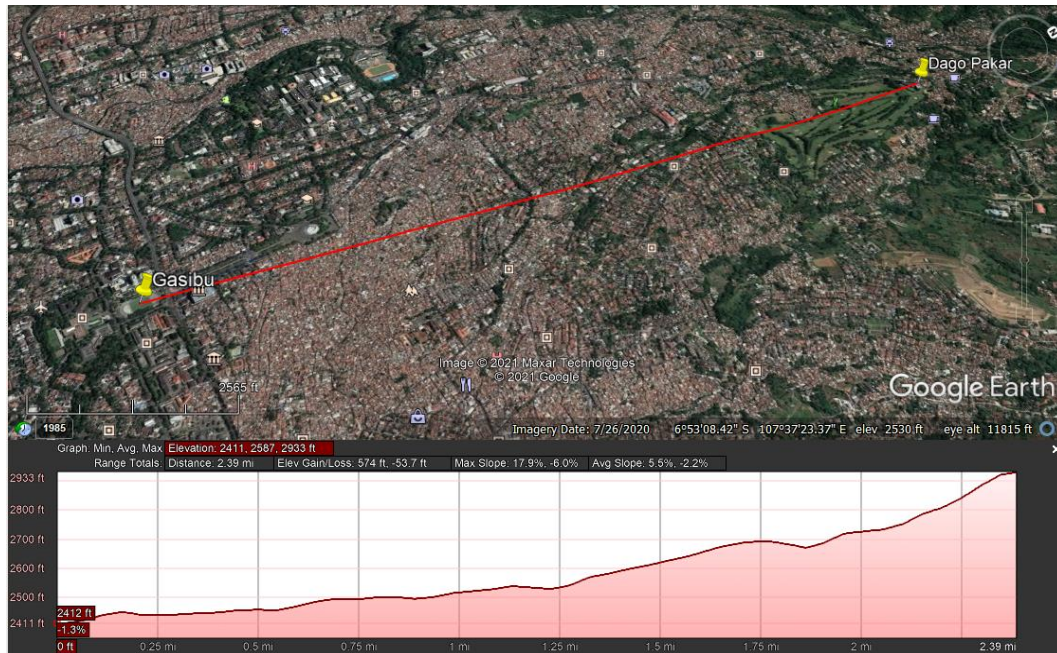 Dago Pakar
Gasibu
Image © 2021 Maxar Technologies
© 2021 Google
2565 ft
Google Earth
1985
Imagery Date: 7/26/2020 6°53'08.42" S 107°37'23.37" E elev 2530 ft eye alt 11815 ft
Graph: Min, Avg, Max Elevation: 2411, 2587, 2933 ft
Range Totals: Distance: 2.39 mi Elev Gain/Loss: 574 ft, -53.7 ft Max Slope: 17.9%, -6.0% Avg Slope: 5.5%, -2.2%
2933 ft
2800 ft
2700 ft
2600 ft
2500 ft
2412 ft
2411 ft
-1.3%
0 ft 0.25 mi 0.5 mi 0.75 mi 1 mi 1.25 mi 1.5 mi 1.75 mi 2 mi 2.39 mi